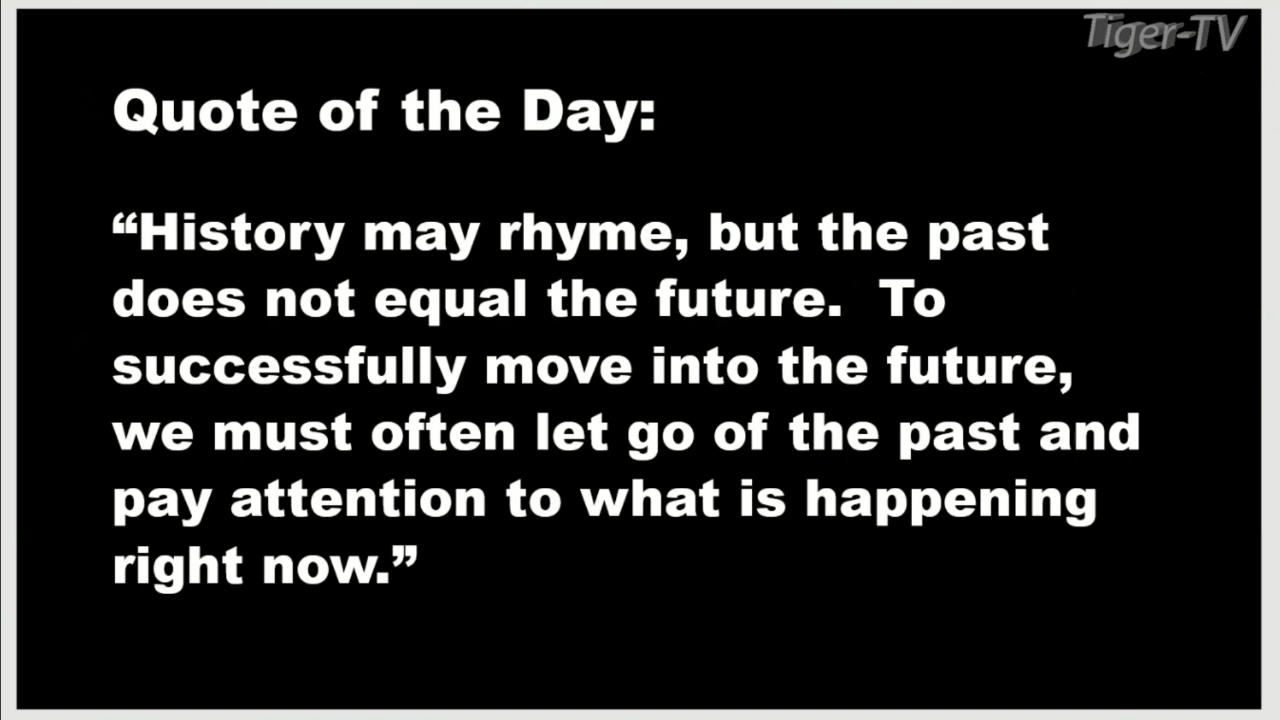 Tiger-TV
Quote of the Day:
“History may rhyme, but the past
does not equal the future.  To
successfully move into the future,
we must often let go of the past and
pay attention to what is happening
right now.”